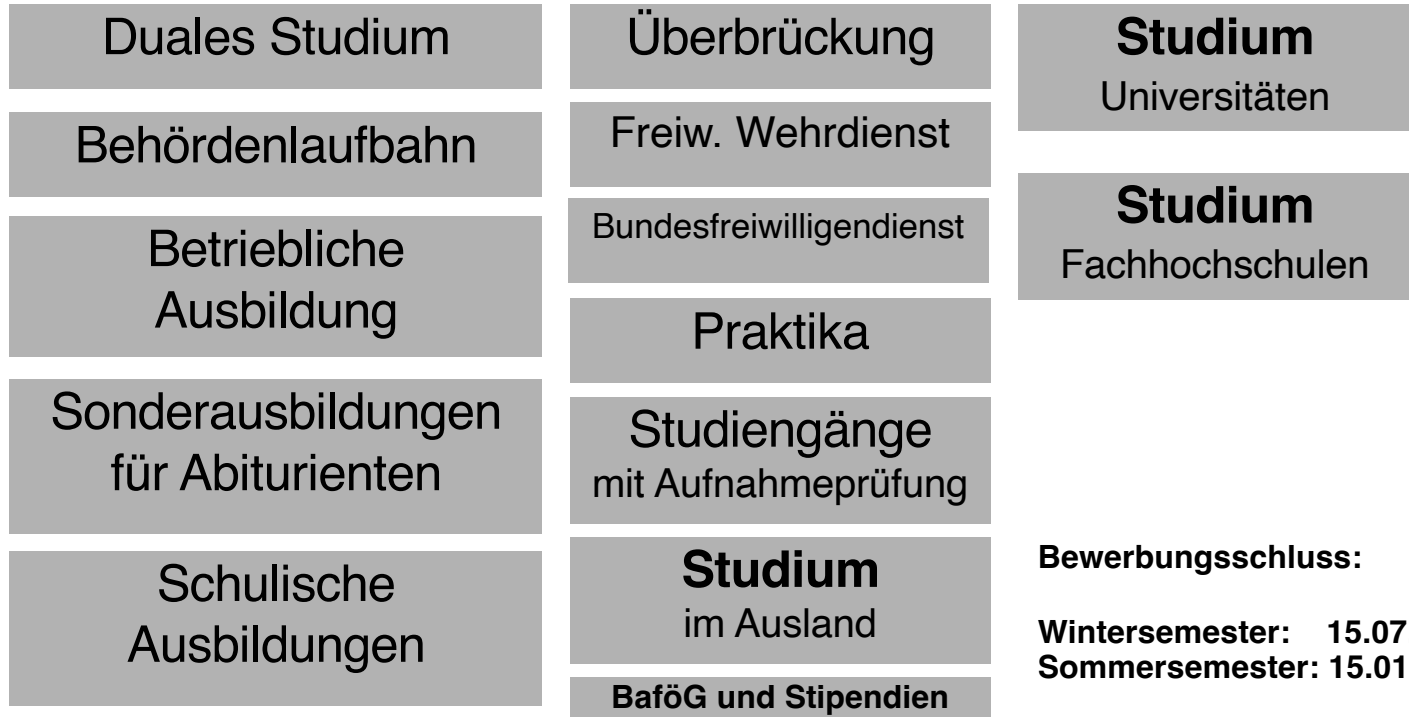 Duales Studium
Behördenlaufbahn
Betriebliche
Ausbildung
Sonderausbildungen
für Abiturienten
Schulische
Ausbildungen
Überbrückung
Freiw. Wehrdienst
Bundesfreiwilligendienst
Praktika
Studiengänge
mit Aufnahmeprüfung
Studium
im Ausland
BaföG und Stipendien
Studium
Universitäten
Studium
Fachhochschulen
Bewerbungsschluss:
Wintersemester: 15.07
Sommersemester: 15.01